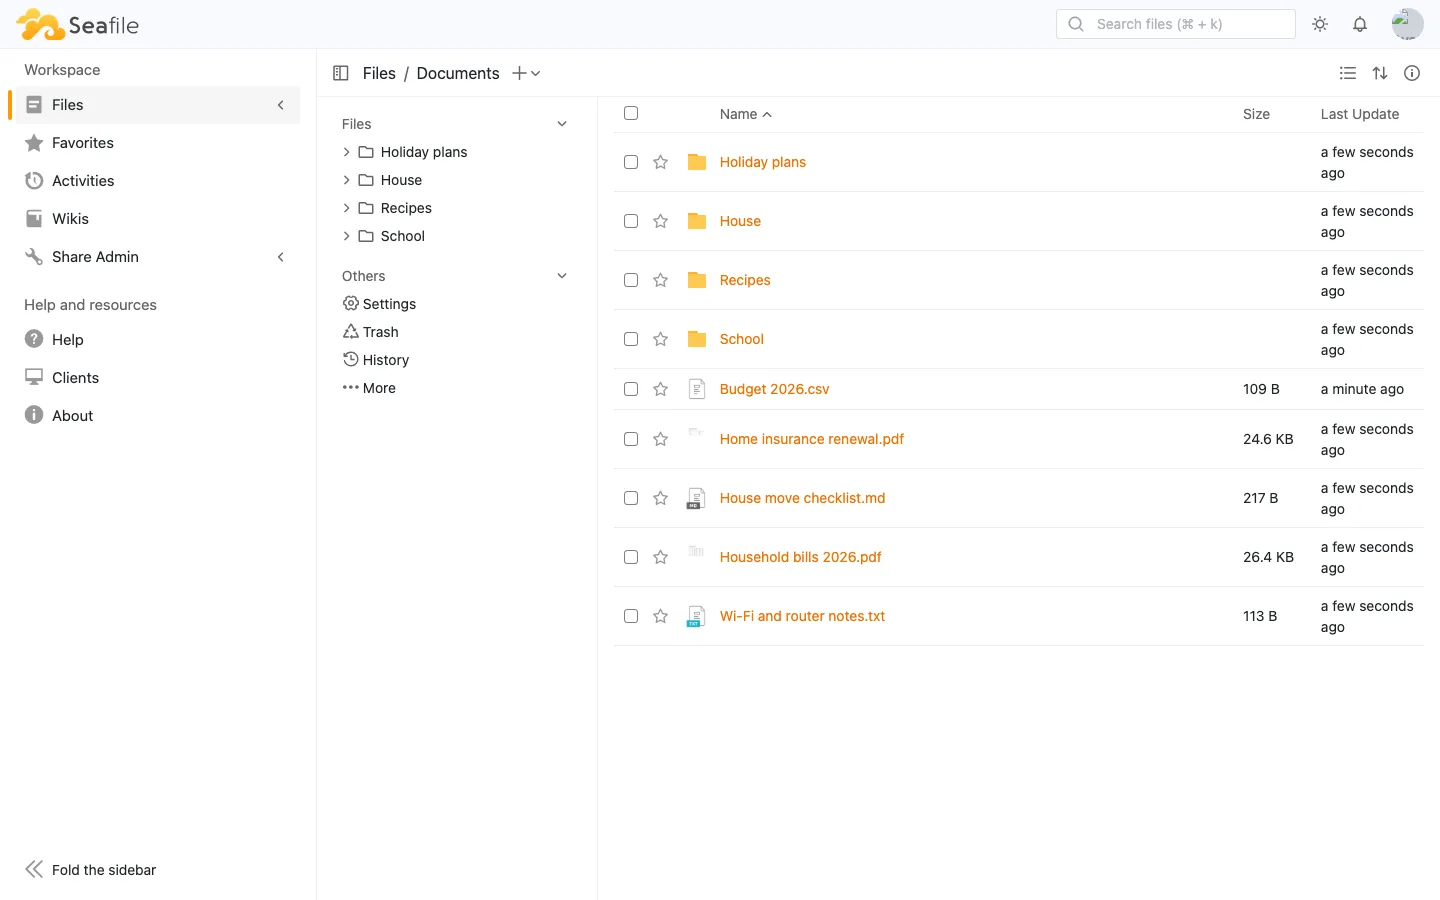 Seafile
Search files (⌘ + k)
Workspace
Files
Favorites
Activities
Wikis
Share Admin
Help and resources
Help
Clients
About
Fold the sidebar
Files / Documents
Files
Holiday plans
House
Recipes
School
Others
Settings
Trash
History
More
Name Size Last Update
Holiday plans a few seconds
ago
House a few seconds
ago
Recipes a few seconds
ago
School a few seconds
ago
Budget 2026.csv 109 B a minute ago
Home insurance renewal.pdf 24.6 KB a few seconds
ago
House move checklist.md 217 B a few seconds
ago
Household bills 2026.pdf 26.4 KB a few seconds
ago
Wi-Fi and router notes.txt 113 B a few seconds
ago